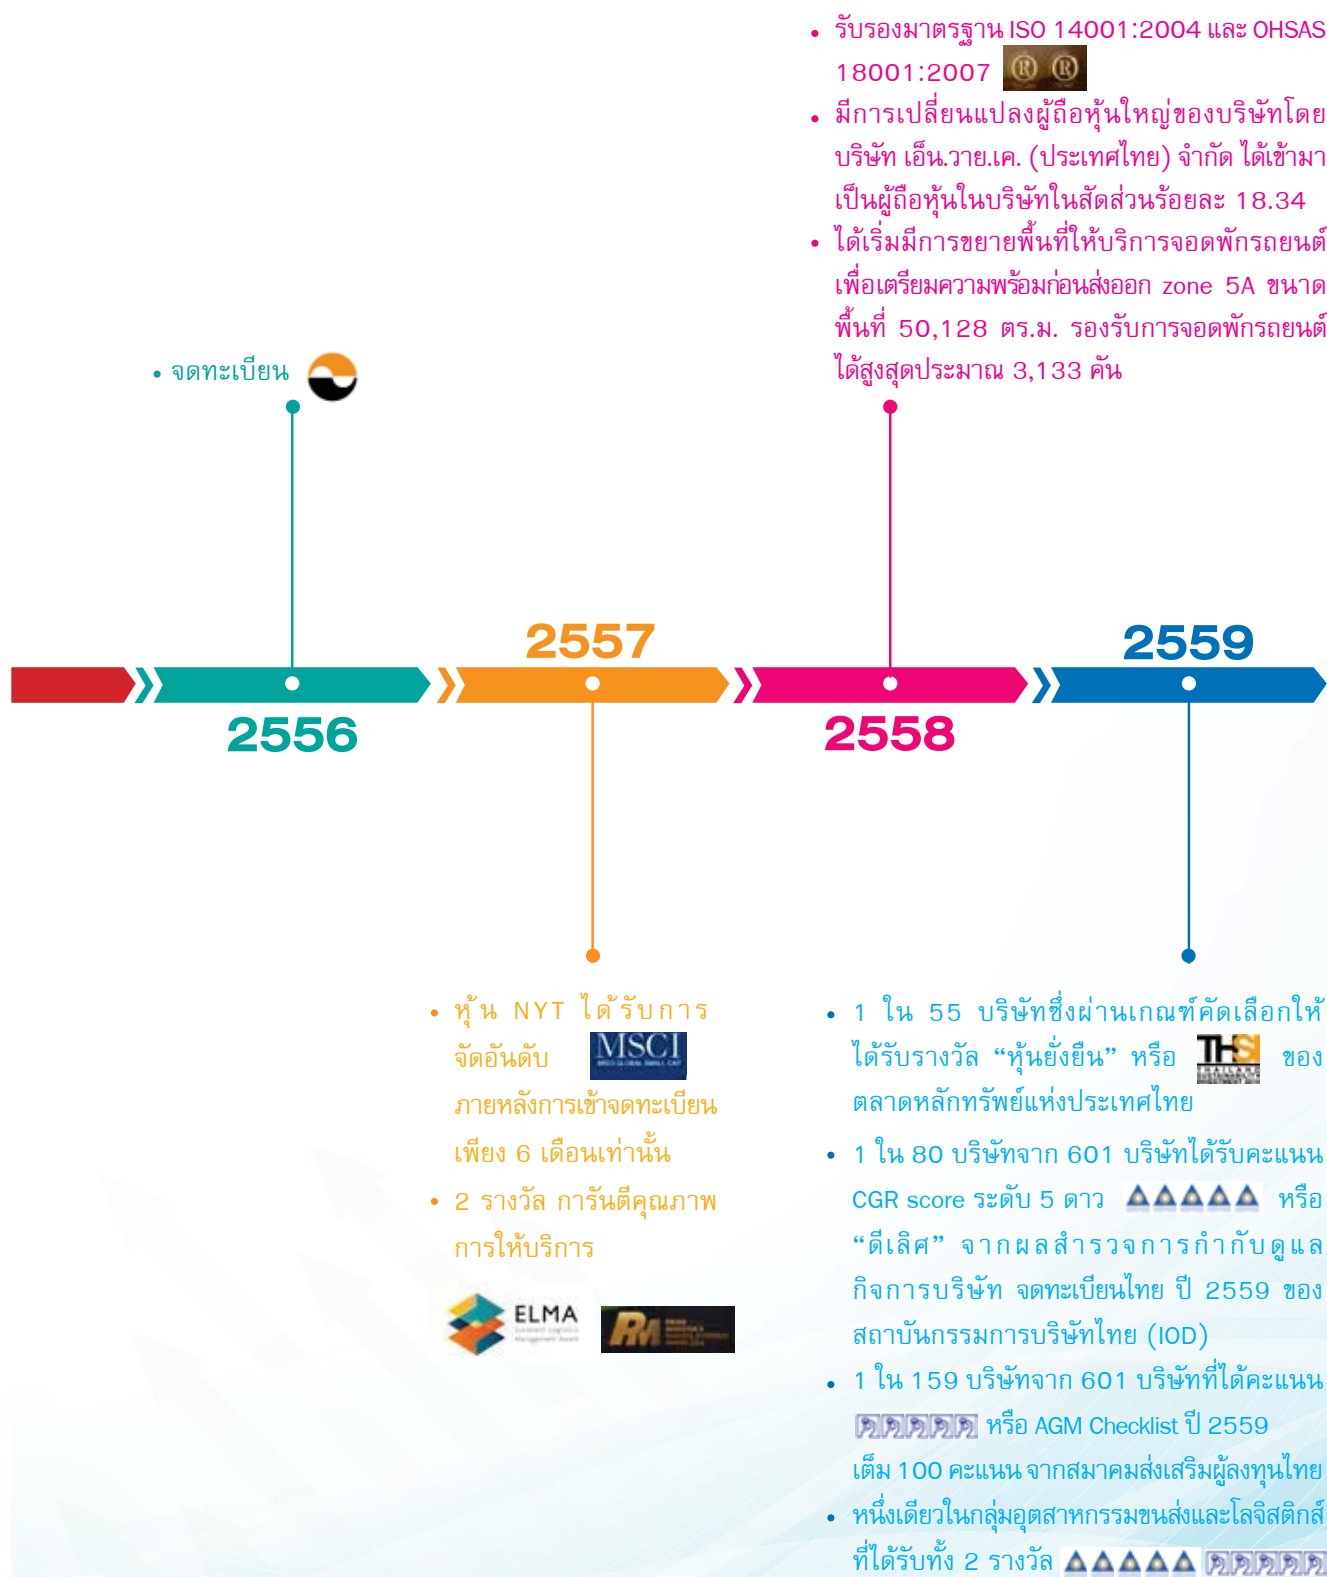 • รับรองมาตรฐาน ISO 14001:2004 และ OHSAS
18001:2007
• มีการเปลี่ยนแปลงผู้ถือหุ้นใหญ่ของบริษัทโดย
บริษัท เอ็น.วาย.เค. (ประเทศไทย) จำกัด ได้เข้ามา
เป็นผู้ถือหุ้นในบริษัทในสัดส่วนร้อยละ 18.34
• ได้เริ่มมีการขยายพื้นที่ให้บริการจอดพักรถยนต์
เพื่อเตรียมความพร้อมก่อนส่งออก zone 5A ขนาด
พื้นที่ 50,128 ตร.ม. รองรับการจอดพักรถยนต์
ได้สูงสุดประมาณ 3,133 คัน
• จดทะเบียน
2557
2559
2556
2558
• หุ้น NYT ได้รับการ
จัดอันดับ MSCI
ภายหลังการเข้าจดทะเบียน
เพียง 6 เดือนเท่านั้น
• 2 รางวัล การันตีคุณภาพ
การให้บริการ
ELMA
Excellent Logistics
Management Award
PM
• 1 ใน 55 บริษัทซึ่งผ่านเกณฑ์คัดเลือกให้
ได้รับรางวัล “หุ้นยั่งยืน” หรือ THSI ของ
ตลาดหลักทรัพย์แห่งประเทศไทย
• 1 ใน 80 บริษัทจาก 601 บริษัทได้รับคะแนน
CGR score ระดับ 5 ดาว หรือ
“ดีเลิศ” จากผลสำรวจการกำกับดูแล
กิจการบริษัท จดทะเบียนไทย ปี 2559 ของ
สถาบันกรรมการบริษัทไทย (IOD)
• 1 ใน 159 บริษัทจาก 601 บริษัทที่ได้คะแนน
หรือ AGM Checklist ปี 2559
เต็ม 100 คะแนน จากสมาคมส่งเสริมผู้ลงทุนไทย
• หนึ่งเดียวในกลุ่มอุตสาหกรรมขนส่งและโลจิสติกส์
ที่ได้รับทั้ง 2 รางวัล